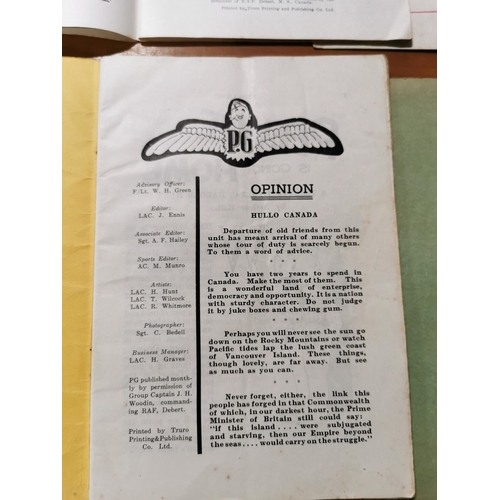 Printed by Truro Printing and Publishing Co. Ltd.
P.G
Advisory Officer:
F/Lt. W. H. Green
Editor:
LAC. J. Ennis
Associate Editor:
Sgt. A. F. Hailey
Sports Editor:
AC. M. Munro
Artists:
LAC. H. Hunt
LAC. T. Wilcock
LAC. R. Whitmore
Photographer:
Sgt. C. Bedell
Business Manager:
LAC. H. Graves
PG published month-
ly by permission of
Group Captain J. H.
Woodin, command-
ing RAF, Debert.
Printed by Truro
Printing&Publishing
Co. Ltd.
OPINION
HULLO CANADA
Departure of old friends from this
unit has meant arrival of many others
whose tour of duty is scarcely begun.
To them a word of advice.
* * *
You have two years to spend in
Canada. Make the most of them. This
is a wonderful land of enterprise,
democracy and opportunity. It is a nation
with sturdy character. Do not judge
it by juke boxes and chewing gum.
* * *
Perhaps you will never see the sun go
down on the Rocky Mountains or watch
Pacific tides lap the lush green coast
of Vancouver Island. These things,
though lovely, are far away. But see
as much as you can.
* * *
Never forget, either, the link this
people has forged in that Commonwealth
of which, in our darkest hour, the Prime
Minister of Britain still could say:
"if this island .... were subjugated
and starving, then our Empire beyond
the seas .... would carry on the struggle."